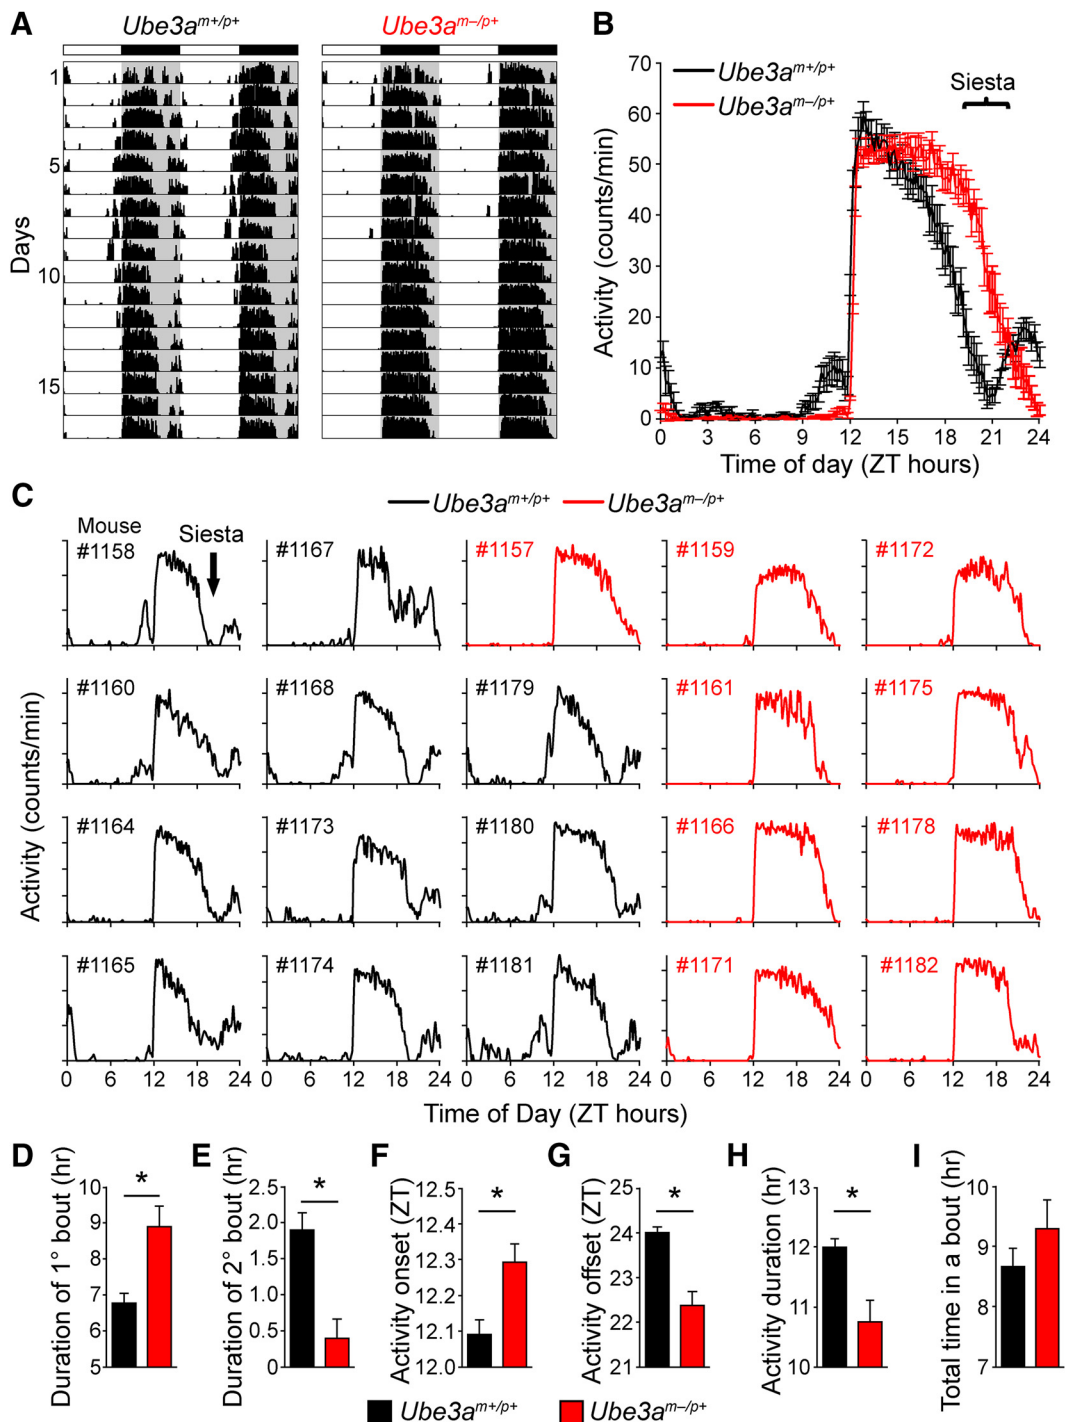 A
Ube3a^m+/p+
Ube3a^m–/p+
Days
1
5
10
15
B
Ube3a^m+/p+
Ube3a^m–/p+
Siesta
Activity (counts/min)
70
60
50
40
30
20
10
0
0 3 6 9 12 15 18 21 24
Time of day (ZT hours)
C
Ube3a^m+/p+ Ube3a^m–/p+
Mouse
Siesta
#1158 #1167 #1157 #1159 #1172
0 6 12 18 24 0 6 12 18 24 0 6 12 18 24 0 6 12 18 24 0 6 12 18 24
#1160 #1168 #1179 #1161 #1175
#1164 #1173 #1180 #1166 #1178
#1165 #1174 #1181 #1171 #1182
Activity (counts/min)
Time of Day (ZT hours)
D
Duration of 1° bout (hr)
10
9
8
7
6
5
*
E
Duration of 2° bout (hr)
2.5
2.0
1.5
1.0
0.5
0
*
F
Activity onset (ZT)
12.5
12.4
12.3
12.2
12.1
12.0
*
G
Activity offset (ZT)
25
24
23
22
21
*
H
Activity duration (hr)
13
12
11
10
*
I
Total time in a bout (hr)
10
9
8
7
Ube3a^m+/p+ Ube3a^m–/p+